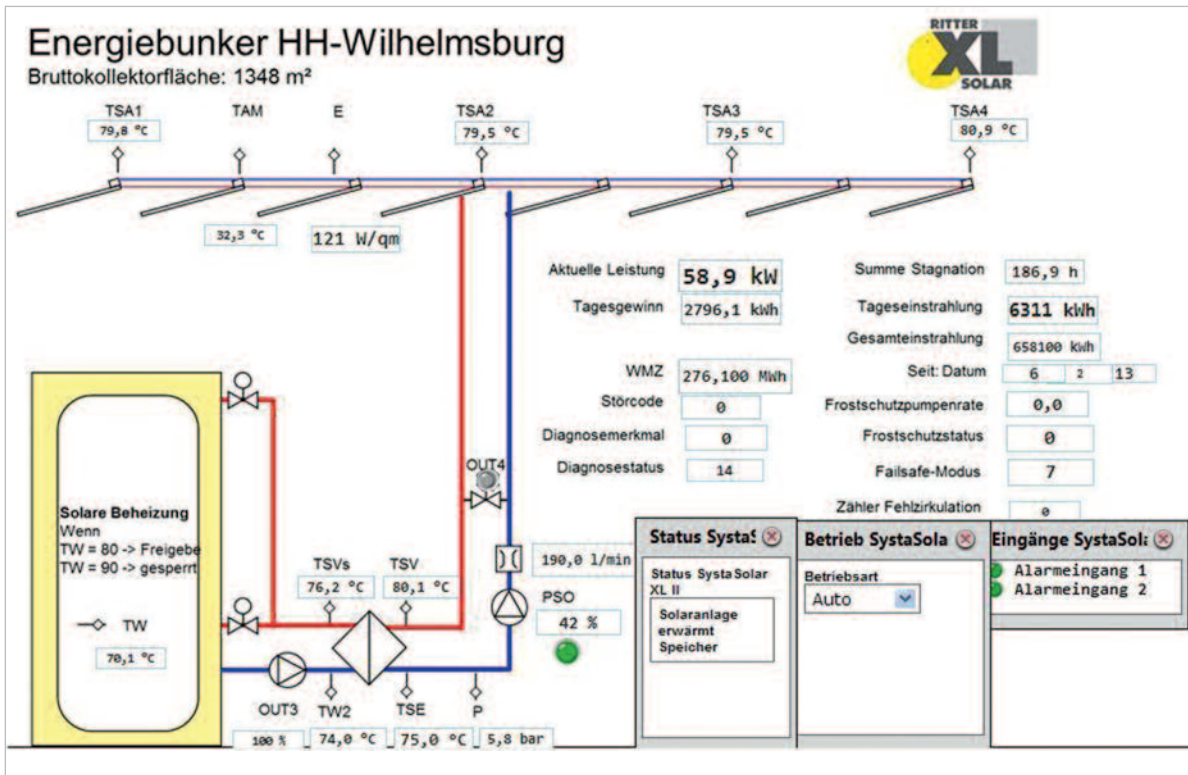 Energiebunker HH-Wilhelmsburg
Bruttokollektorfläche: 1348 m²
RITTER
XL
SOLAR
TSA1
79,8 °C
TAM
E
TSA2
79,5 °C
TSA3
79,5 °C
TSA4
80,9 °C
32,3 °C
121 W/qm
Aktuelle Leistung 58,9 kW
Tagesgewinn 2796,1 kWh
WMZ 276,100 MWh
Störcode 0
Diagnosemerkmal 0
Diagnosestatus 14
Summe Stagnation 186,9 h
Tageseinstrahlung 6311 kWh
Gesamteinstrahlung 658100 kWh
Seit: Datum 6 2 13
Frostschutzpumpenrate 0,0
Frostschutzstatus 0
Failsafe-Modus 7
Zähler Fehlzirkulation 0
OUT4
Solare Beheizung
Wenn
TW = 80 -> Freigebe
TW = 90 -> gesperrt
TW
70,1 °C
TSVs
76,2 °C
TSV
80,1 °C
190,0 l/min
PSO
42 %
OUT3
100 %
TW2
74,0 °C
TSE
75,0 °C
P
5,8 bar
Status SystaS
Status SystaSolar
XL II
Solaranlage
erwärmt
Speicher
Betrieb SystaSola
Betriebsart
Auto
Eingänge SystaSola
Alarmeingang 1
Alarmeingang 2